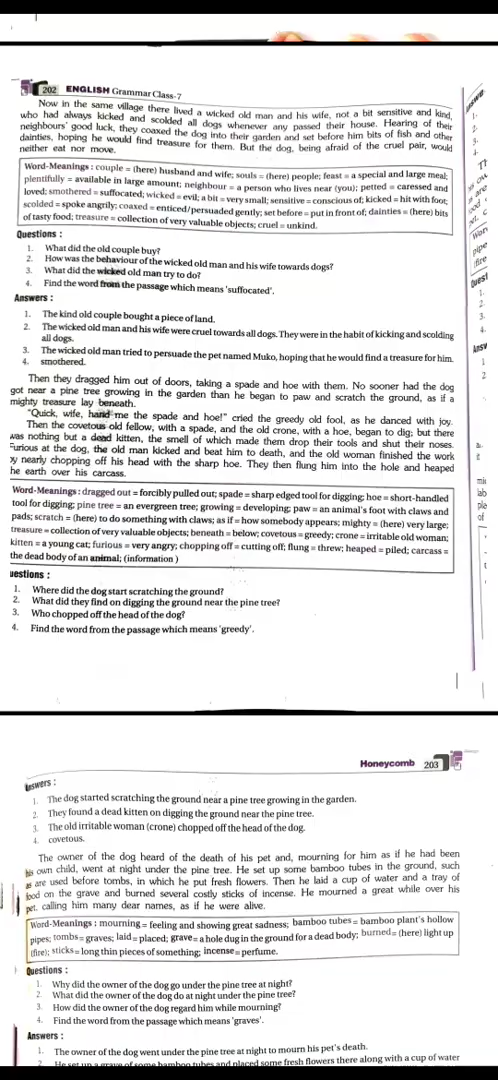 202 ENGLISH Grammar Class-7
Now in the same village there lived a wicked old man and his wife, not a bit sensitive and kind,
who had always kicked and scolded all dogs whenever any passed their house. Hearing of their
neighbours' good luck, they coaxed the dog into their garden and set before him bits of fish and other
dainties, hoping he would find treasure for them. But the dog, being afraid of the cruel pair, would
neither eat nor move.
Word-Meanings : couple = (here) husband and wife; souls = (here) people; feast = a special and large meal;
plentifully = available in large amount; neighbour = a person who lives near (you); petted = caressed and
loved; smothered = suffocated; wicked = evil; a bit = very small; sensitive = conscious of; kicked = hit with foot;
scolded = spoke angrily; coaxed = enticed/persuaded gently; set before = put in front of; dainties = (here) bits
of tasty food; treasure = collection of very valuable objects; cruel = unkind.
Questions :
1. What did the old couple buy?
2. How was the behaviour of the wicked old man and his wife towards dogs?
3. What did the wicked old man try to do?
4. Find the word from the passage which means 'suffocated'.
Answers :
1. The kind old couple bought a piece of land.
2. The wicked old man and his wife were cruel towards all dogs. They were in the habit of kicking and scolding
all dogs.
3. The wicked old man tried to persuade the pet named Muko, hoping that he would find a treasure for him.
4. smothered.
Then they dragged him out of doors, taking a spade and hoe with them. No sooner had the dog
got near a pine tree growing in the garden than he began to paw and scratch the ground, as if a
mighty treasure lay beneath.
"Quick, wife, hand me the spade and hoe!" cried the greedy old fool, as he danced with joy.
Then the covetous old fellow, with a spade, and the old crone, with a hoe, began to dig; but there
was nothing but a dead kitten, the smell of which made them drop their tools and shut their noses.
Furious at the dog, the old man kicked and beat him to death, and the old woman finished the work
by nearly chopping off his head with the sharp hoe. They then flung him into the hole and heaped
he earth over his carcass.
Word-Meanings : dragged out = forcibly pulled out; spade = sharp edged tool for digging; hoe = short-handled
tool for digging; pine tree = an evergreen tree; growing = developing; paw = an animal's foot with claws and
pads; scratch = (here) to do something with claws; as if = how somebody appears; mighty = (here) very large;
treasure = collection of very valuable objects; beneath = below; covetous = greedy; crone = irritable old woman;
kitten = a young cat; furious = very angry; chopping off = cutting off; flung = threw; heaped = piled; carcass =
the dead body of an animal; (information )
uestions :
1. Where did the dog start scratching the ground?
2. What did they find on digging the ground near the pine tree?
3. Who chopped off the head of the dog?
4. Find the word from the passage which means 'greedy'.
Honeycomb 203
Answers :
1. The dog started scratching the ground near a pine tree growing in the garden.
2. They found a dead kitten on digging the ground near the pine tree.
3. The old irritable woman (crone) chopped off the head of the dog.
4. covetous.
The owner of the dog heard of the death of his pet and, mourning for him as if he had been
his own child, went at night under the pine tree. He set up some bamboo tubes in the ground, such
as are used before tombs, in which he put fresh flowers. Then he laid a cup of water and a tray of
food on the grave and burned several costly sticks of incense. He mourned a great while over his
pet, calling him many dear names, as if he were alive.
Word-Meanings : mourning = feeling and showing great sadness; bamboo tubes = bamboo plant's hollow
pipes; tombs = graves; laid = placed; grave = a hole dug in the ground for a dead body; burned = (here) light up
(fire); sticks = long thin pieces of something; incense = perfume.
Questions :
1. Why did the owner of the dog go under the pine tree at night?
2. What did the owner of the dog do at night under the pine tree?
3. How did the owner of the dog regard him while mourning?
4. Find the word from the passage which means 'graves'.
Answers :
1. The owner of the dog went under the pine tree at night to mourn his pet's death.
2. He set up a grave of some bamboo tubes and placed some fresh flowers there along with a cup of water